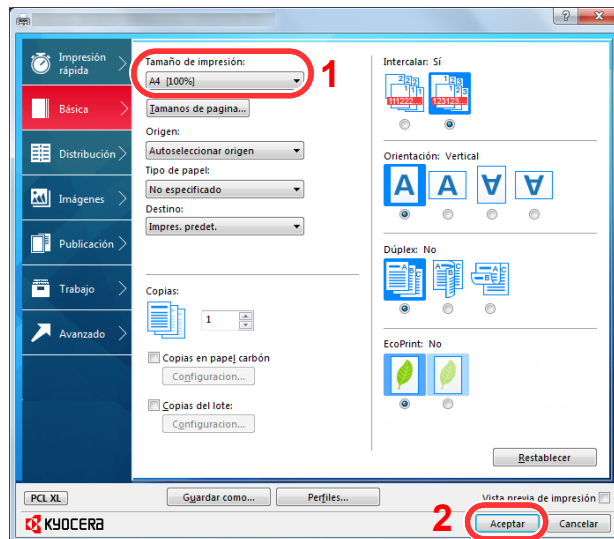 Impresión
rápida
Básica
Distribución
Imágenes
Publicación
Trabajo
Avanzado
Tamaño de impresión:
1
A4 [100%]
Tamanos de pagina...
Origen:
Autoseleccionar origen
Tipo de papel:
No especificado
Destino:
Impres. predet.
Copias:
1
Copias en papel carbón
Configuracion...
Copias del lote:
Configuracion...
Intercalar: Sí
111222... 123123...
Orientación: Vertical
A A A A
Dúplex: No
A B C A B C A B C
EcoPrint: No
Restablecer
PCL XL
Guardar como...
Perfiles...
Vista previa de impresión
KYOCERA
2
Aceptar
Cancelar